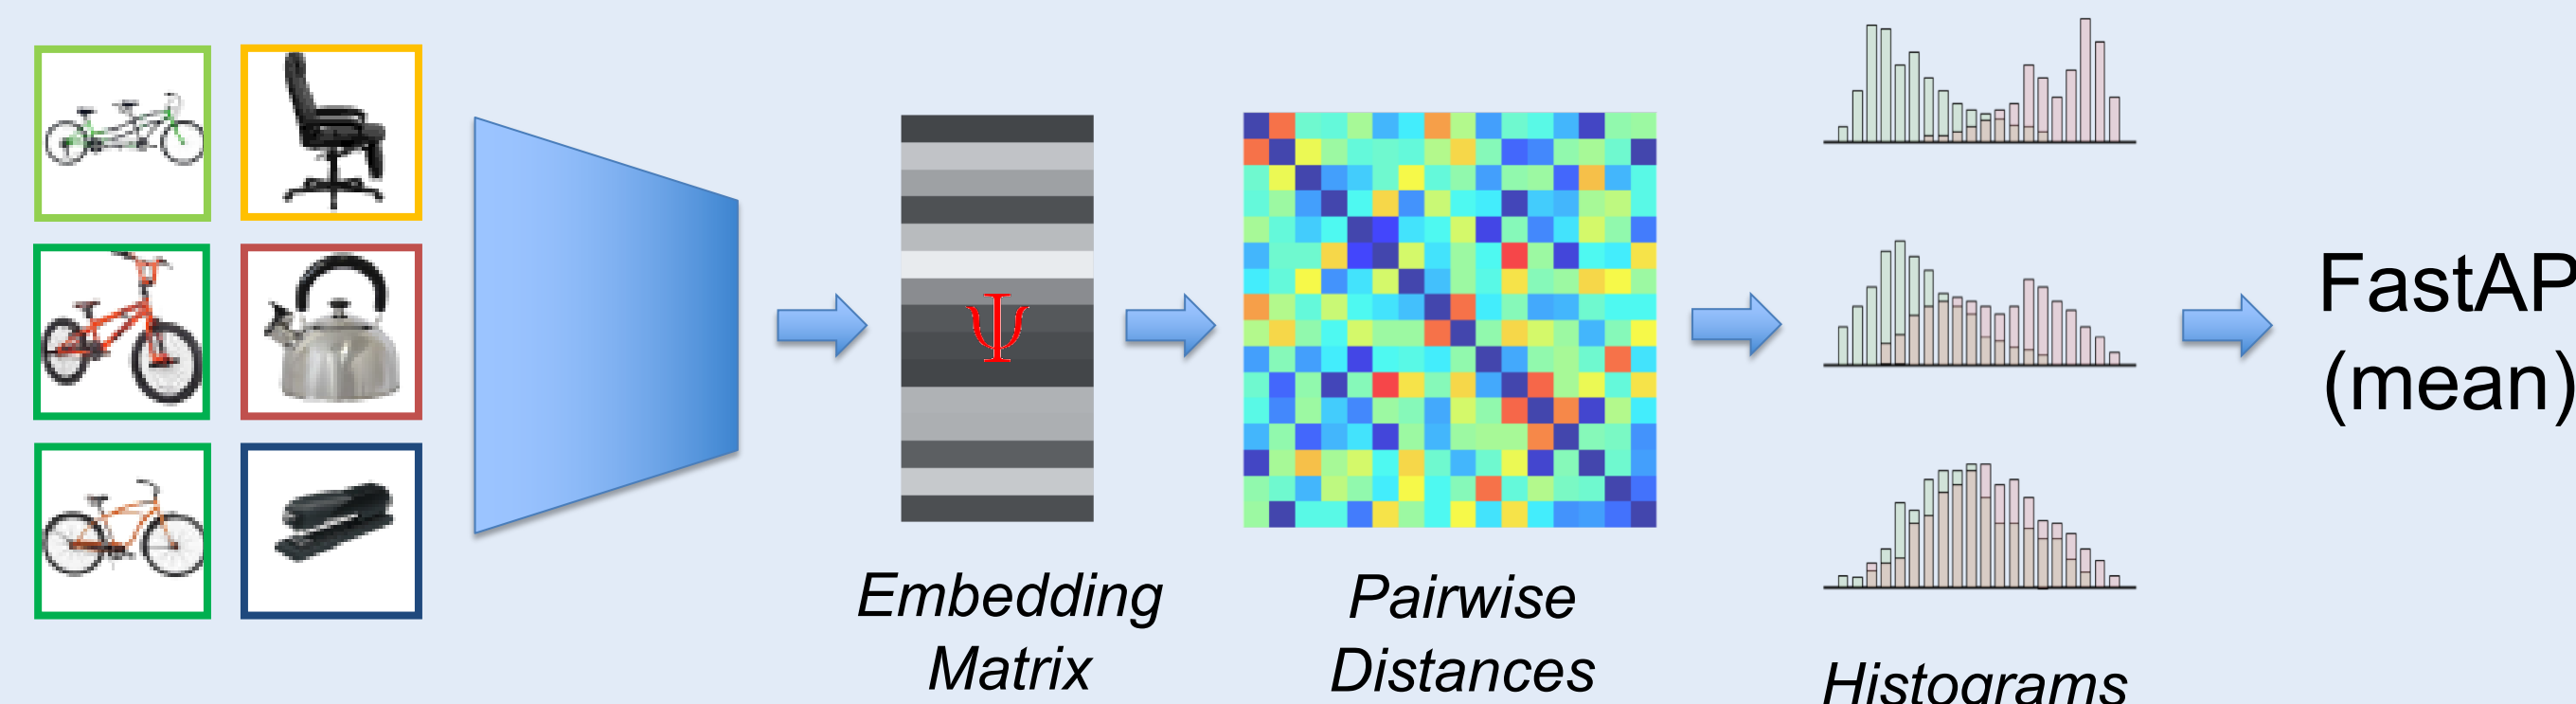 Ψ
Embedding
Matrix
Pairwise
Distances
Histograms
FastAP
(mean)